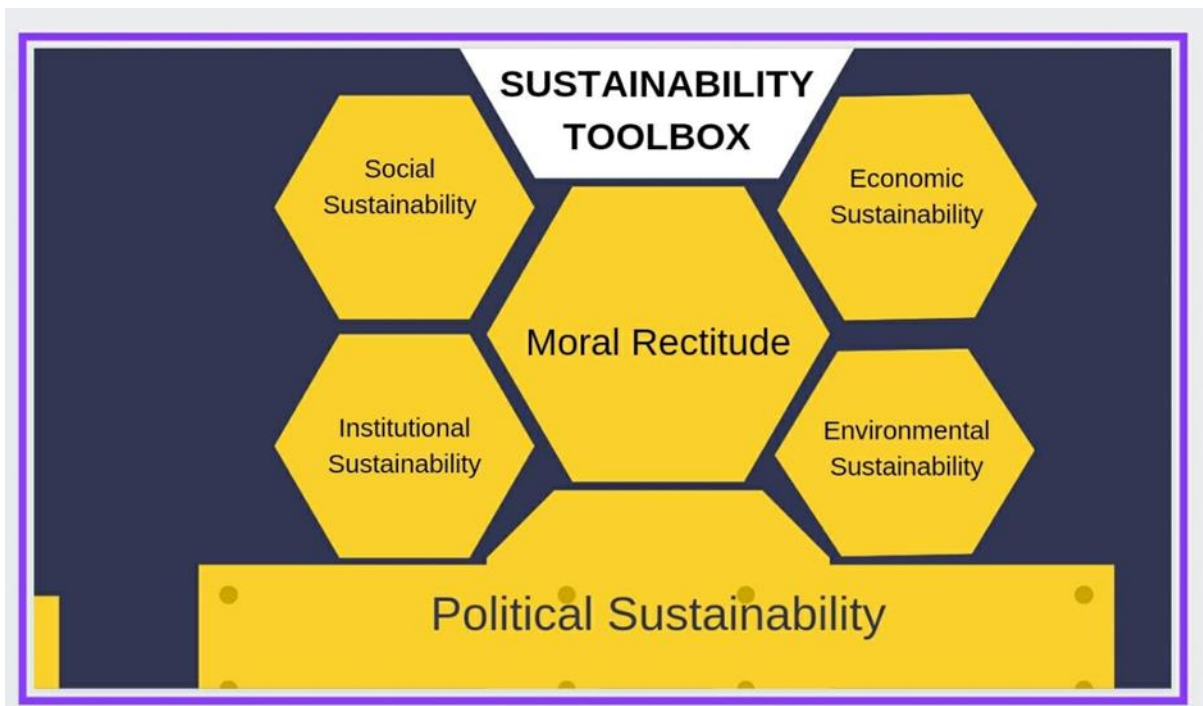 SUSTAINABILITY
TOOLBOX
Social
Sustainability
Economic
Sustainability
Moral Rectitude
Institutional
Sustainability
Environmental
Sustainability
Political Sustainability